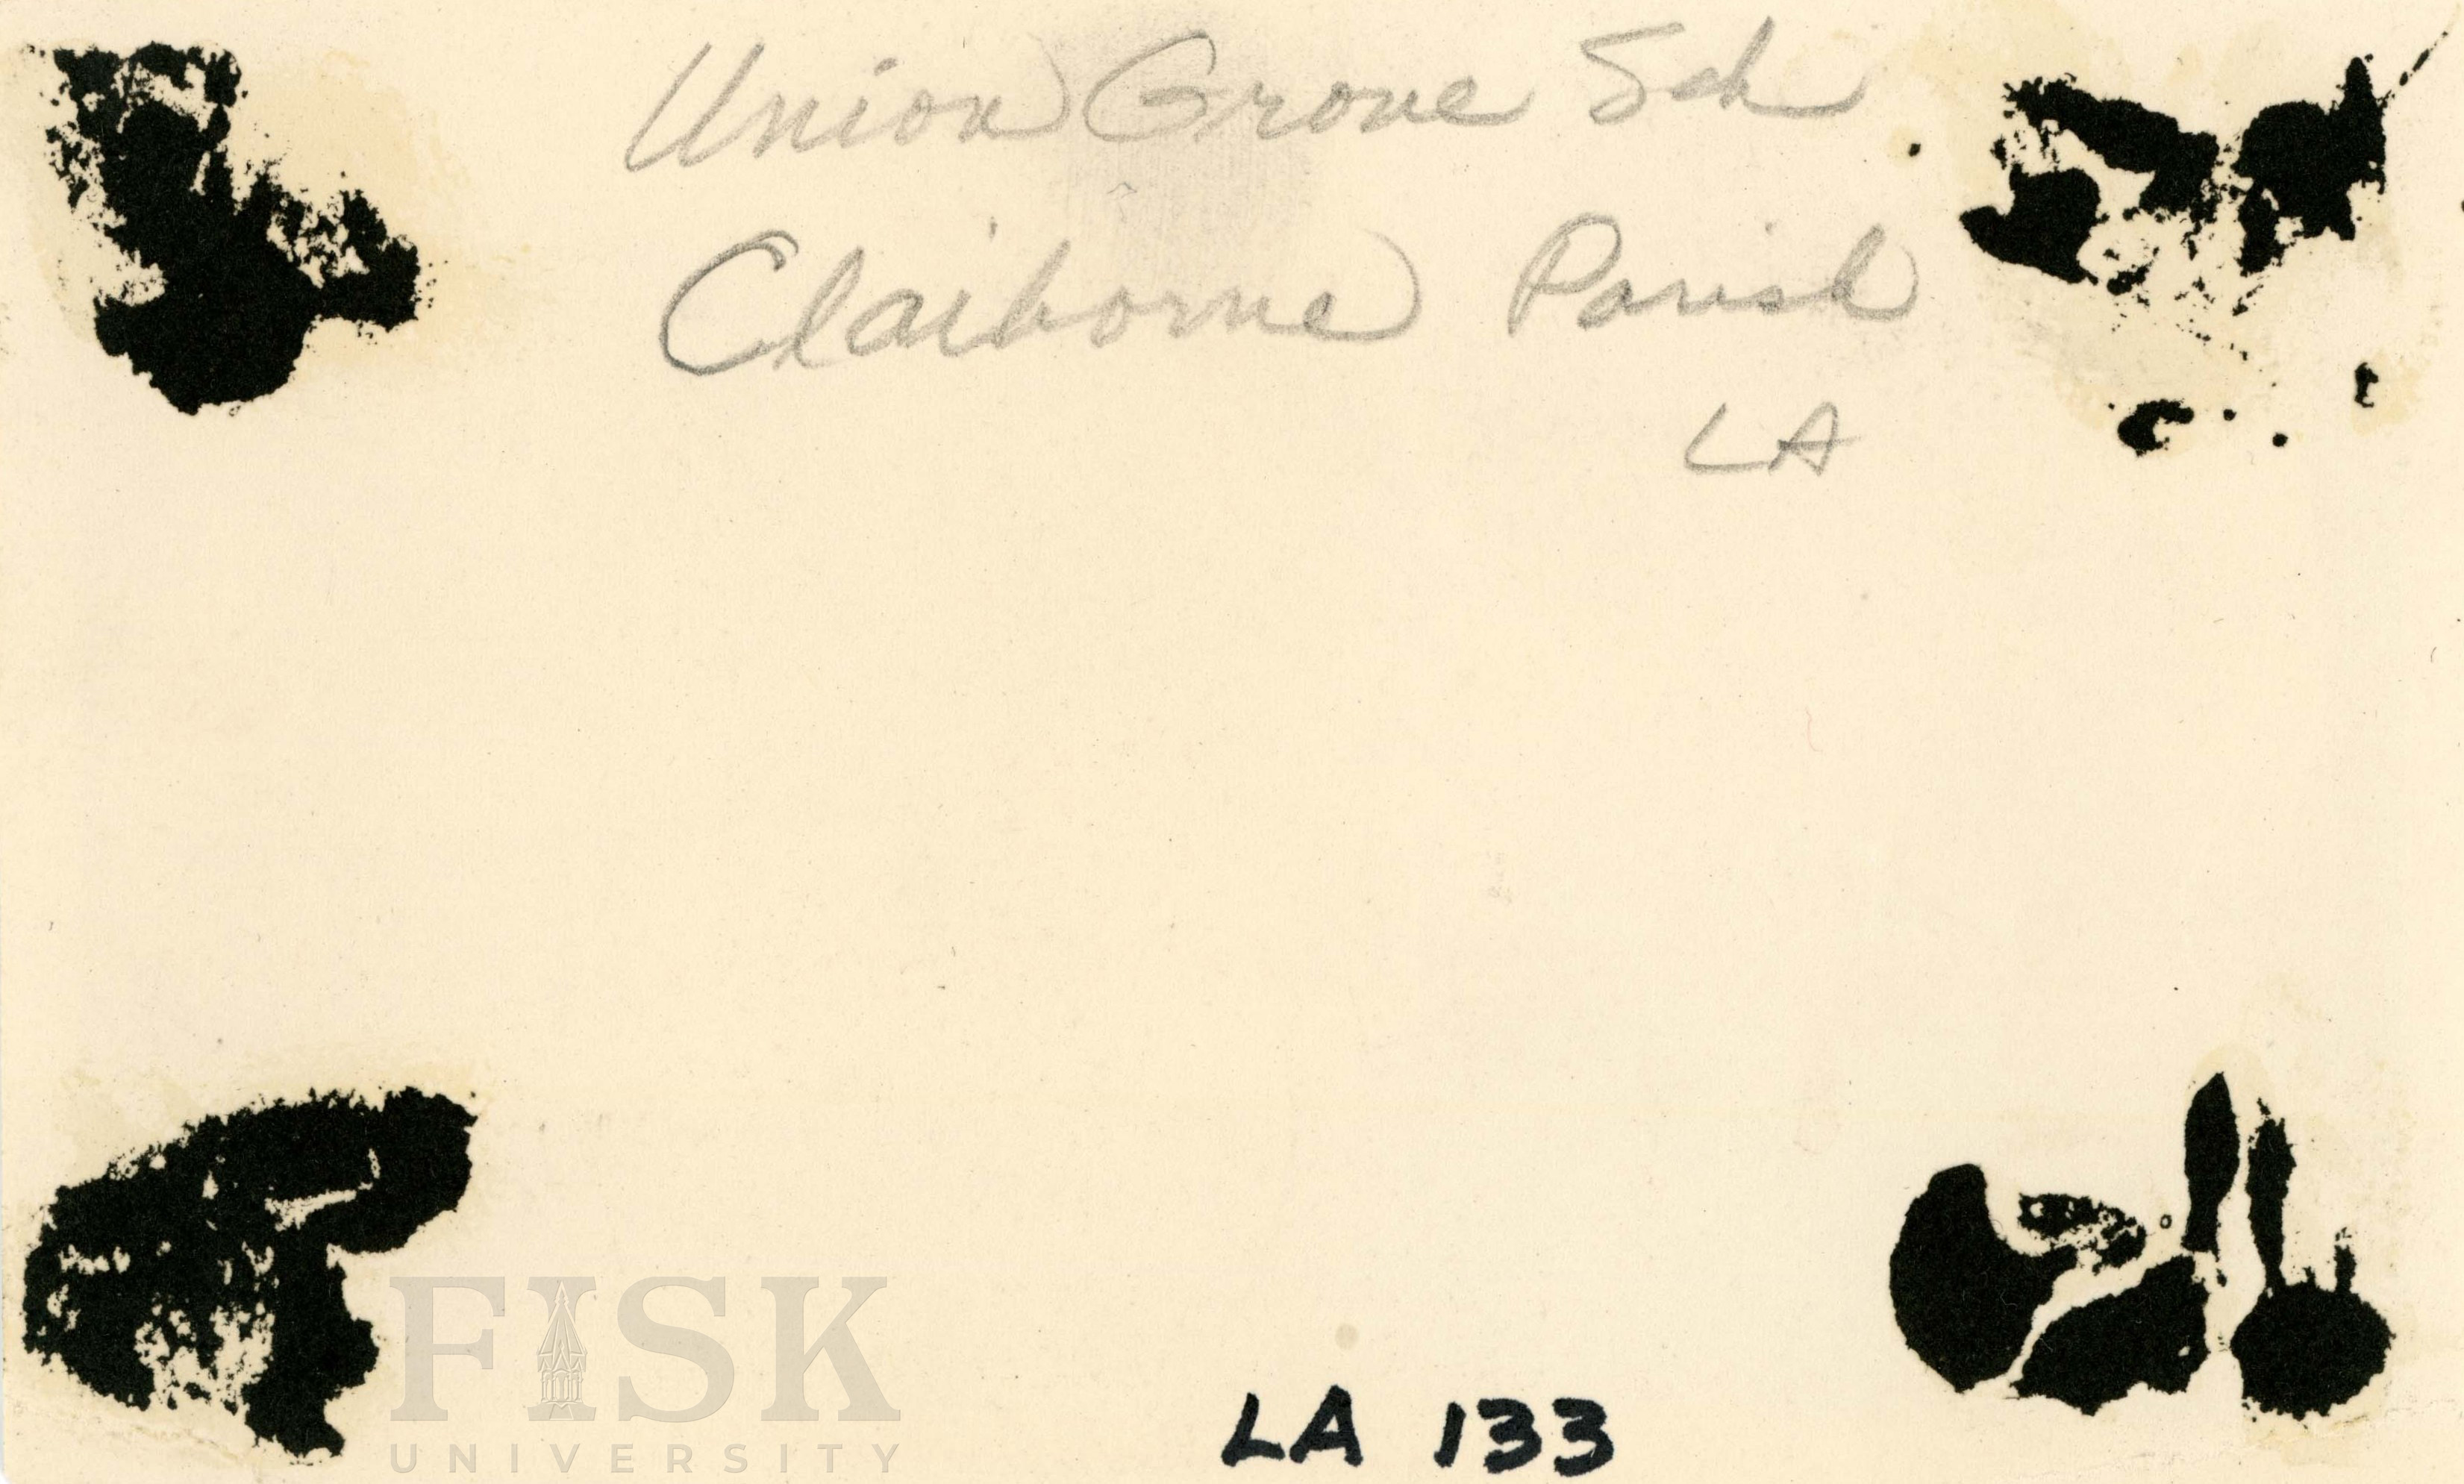 Union Grove Sch
Claiborne Parish
LA
FISK
UNIVERSITY
LA 133